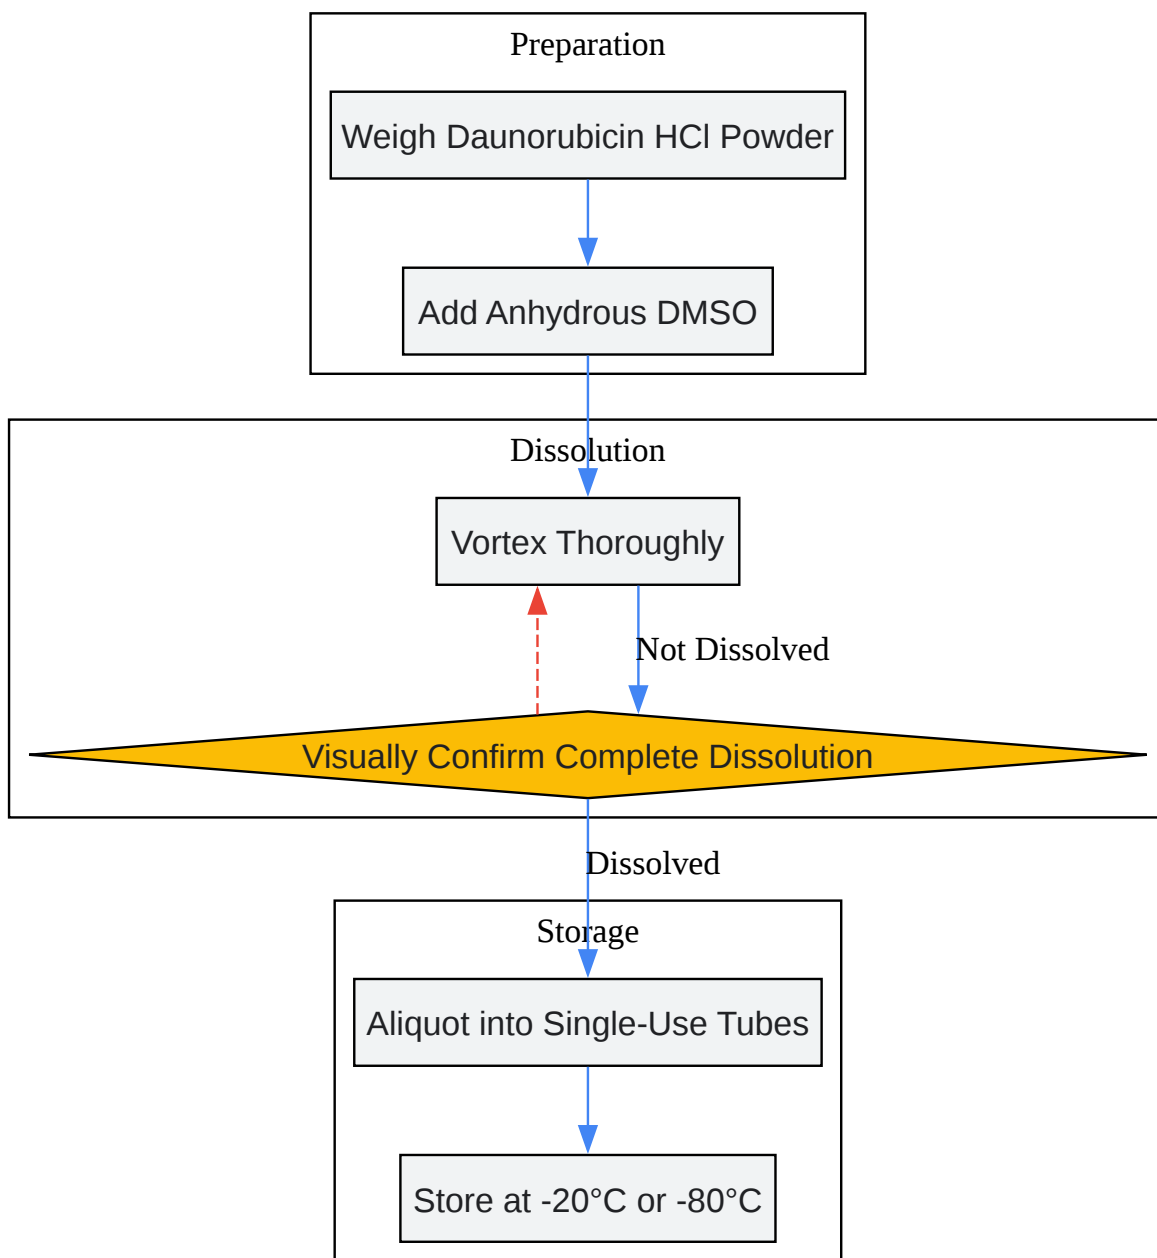 Preparation
Weigh Daunorubicin HCl Powder
Add Anhydrous DMSO
Dissolution
Vortex Thoroughly
Not Dissolved
Visually Confirm Complete Dissolution
Dissolved
Storage
Aliquot into Single-Use Tubes
Store at -20°C or -80°C